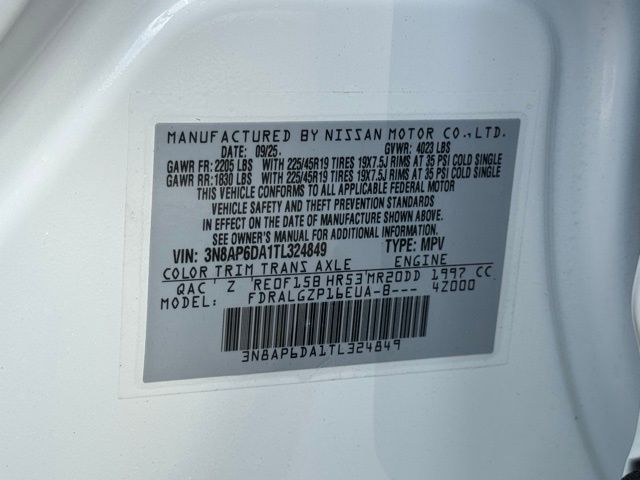 MANUFACTURED BY NISSAN MOTOR CO.,LTD.
DATE: 09/25. GVWR: 4023 LBS
GAWR FR: 2205 LBS WITH 225/45R19 TIRES 19X7.5J RIMS AT 35 PSI COLD SINGLE
GAWR RR: 1830 LBS WITH 225/45R19 TIRES 19X7.5J RIMS AT 35 PSI COLD SINGLE
THIS VEHICLE CONFORMS TO ALL APPLICABLE FEDERAL MOTOR
VEHICLE SAFETY AND THEFT PREVENTION STANDARDS
IN EFFECT ON THE DATE OF MANUFACTURE SHOWN ABOVE.
SEE OWNER'S MANUAL FOR ADDITIONAL INFORMATION.
VIN: 3N8AP6DA1TL324849 TYPE: MPV
COLOR TRIM TRANS AXLE ENGINE
QAC' Z 'RE0F15B HR53'MR20DD 1997 CC
MODEL: FDRALGZP16EUA-B--- 4Z000
3N8AP6DA1TL324849